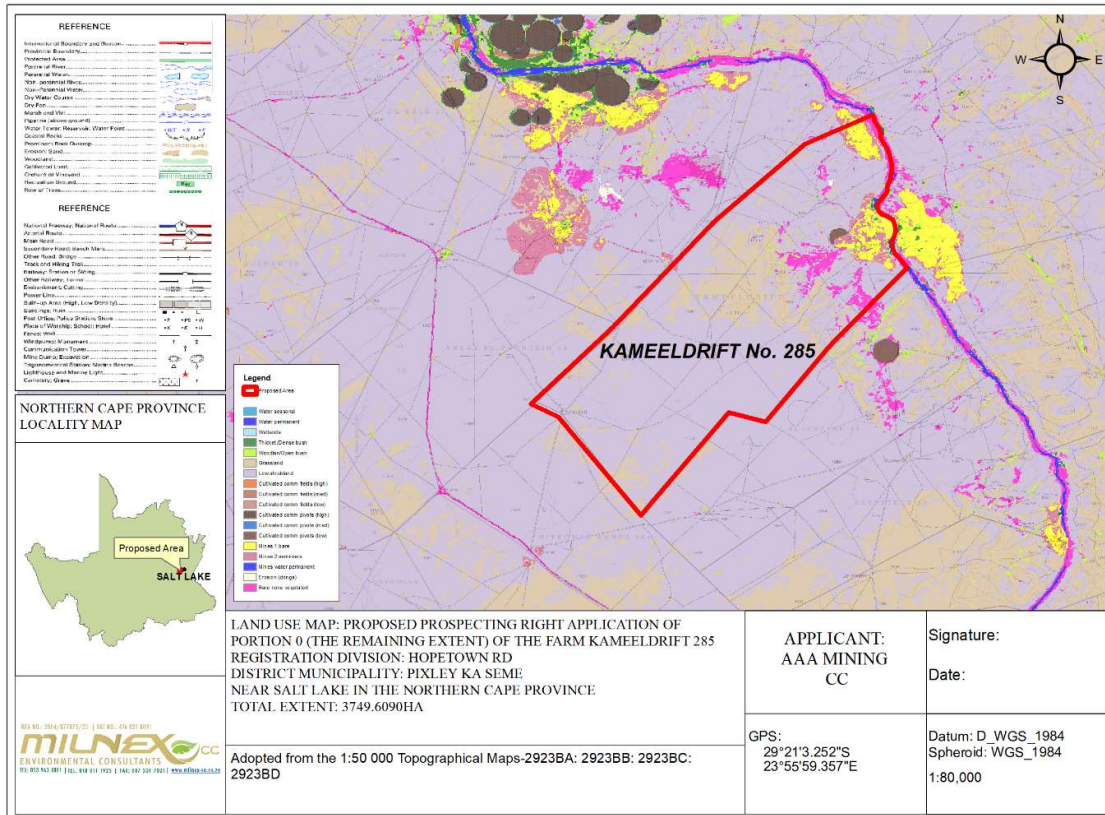 REFERENCE
International Boundary and Beacon
Provincial Boundary
Protected Area
Perennial River
Perennial Water
Non-perennial River
Non-Perennial Water
Dry Water Course
Dry Pan
Marsh and Vlei
Pipeline (above ground)
Water Tower; Reservoir; Water Point
Coastal Rocks
Prominent Rock Outcrop
Erosion; Sand
Woodland
Cultivated Land
Orchard or Vineyard
Recreation Ground
Row of Trees
REFERENCE
National Freeway; National Route
Arterial Route
Main Road
Secondary Road; Bench Mark
Other Road; Bridge
Track and Hiking Trail
Railway; Station or Siding
Other Railway; Tunnel
Embankment; Cutting
Power Line
Built-up Area (High, Low Density)
Buildings; Ruin
Post Office; Police Station; Store
Place of Worship; School; Hotel
Fence; Wall
Windpump; Monument
Communication Tower
Mine Dump; Excavation
Trigonometrical Station; Marine Beacon
Lighthouse and Marine Light
Cemetery; Grave
N
W
E
S
KAMEELDRIFT No. 285
Legend
Proposed Area
Water seasonal
Water permanent
Wetlands
Thicket /Dense bush
Woodlan/Open bush
Grassland
Low shrubland
Cultivated comm fields (high)
Cultivated comm fields (med)
Cultivated comm fields (low)
Cultivated comm pivots (high)
Cultivated comm pivots (med)
Cultivated comm pivots (low)
Mines 1 bare
Mines 2 semi-bare
Mines water permanent
Erosion (donga)
Bare none vegetated
NORTHERN CAPE PROVINCE
LOCALITY MAP
Proposed Area
SALT LAKE
MILNEX CC
ENVIRONMENTAL CONSULTANTS
LAND USE MAP: PROPOSED PROSPECTING RIGHT APPLICATION OF
PORTION 0 (THE REMAINING EXTENT) OF THE FARM KAMEELDRIFT 285
REGISTRATION DIVISION: HOPETOWN RD
DISTRICT MUNICIPALITY: PIXLEY KA SEME
NEAR SALT LAKE IN THE NORTHERN CAPE PROVINCE
TOTAL EXTENT: 3749.6090HA
Adopted from the 1:50 000 Topographical Maps-2923BA: 2923BB: 2923BC:
2923BD
APPLICANT:
AAA MINING
CC
Signature:
Date:
GPS:
29°21'3.252"S
23°55'59.357"E
Datum: D_WGS_1984
Spheroid: WGS_1984
1:80,000